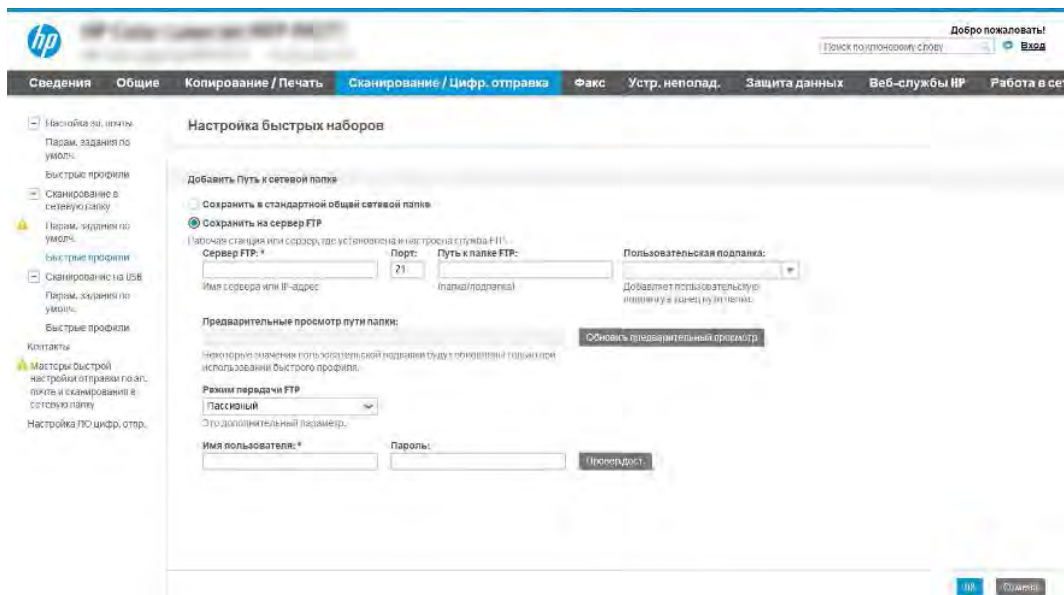 hp
Добро пожаловать!
Поиск по ключевому слову
Вход
Сведения Общие Копирование / Печать Сканирование / Цифр. отправка Факс Устр. неполад. Защита данных Веб-службы HP Работа в се
Настойка эл. почты
Парам. задания по
умолч.
Быстрые профили
Сканирование в
сетевую папку
Парам. задания по
умолч.
Быстрые профили
Сканирование на USB
Парам. задания по
умолч.
Быстрые профили
Контакты
Мастеры быстрой
настройки отправки по эл.
почте и сканирования в
сетевую папку
Настройка ПО цифр. отпр.
Настройка быстрых наборов
Добавить Путь к сетевой папке
Сохранить в стандартной общей сетевой папке
Сохранить на сервер FTP
Рабочая станция или сервер, где установлена и настроена служба FTP.
Сервер FTP: * Порт: Путь к папке FTP: Пользовательская подпапка:
21
Имя сервера или IP-адрес (папка/подпапка) Добавляет пользовательскую
подпапку в конец пути папки.
Предварительные просмотр пути папки:
Обновить предварительный просмотр
Некоторые значения пользовательской подпапки будут обновлены только при
использовании быстрого профиля.
Режим передачи FTP
Пассивный
Это дополнительный параметр.
Имя пользователя: * Пароль:
Провер.дост.
OK Отмена